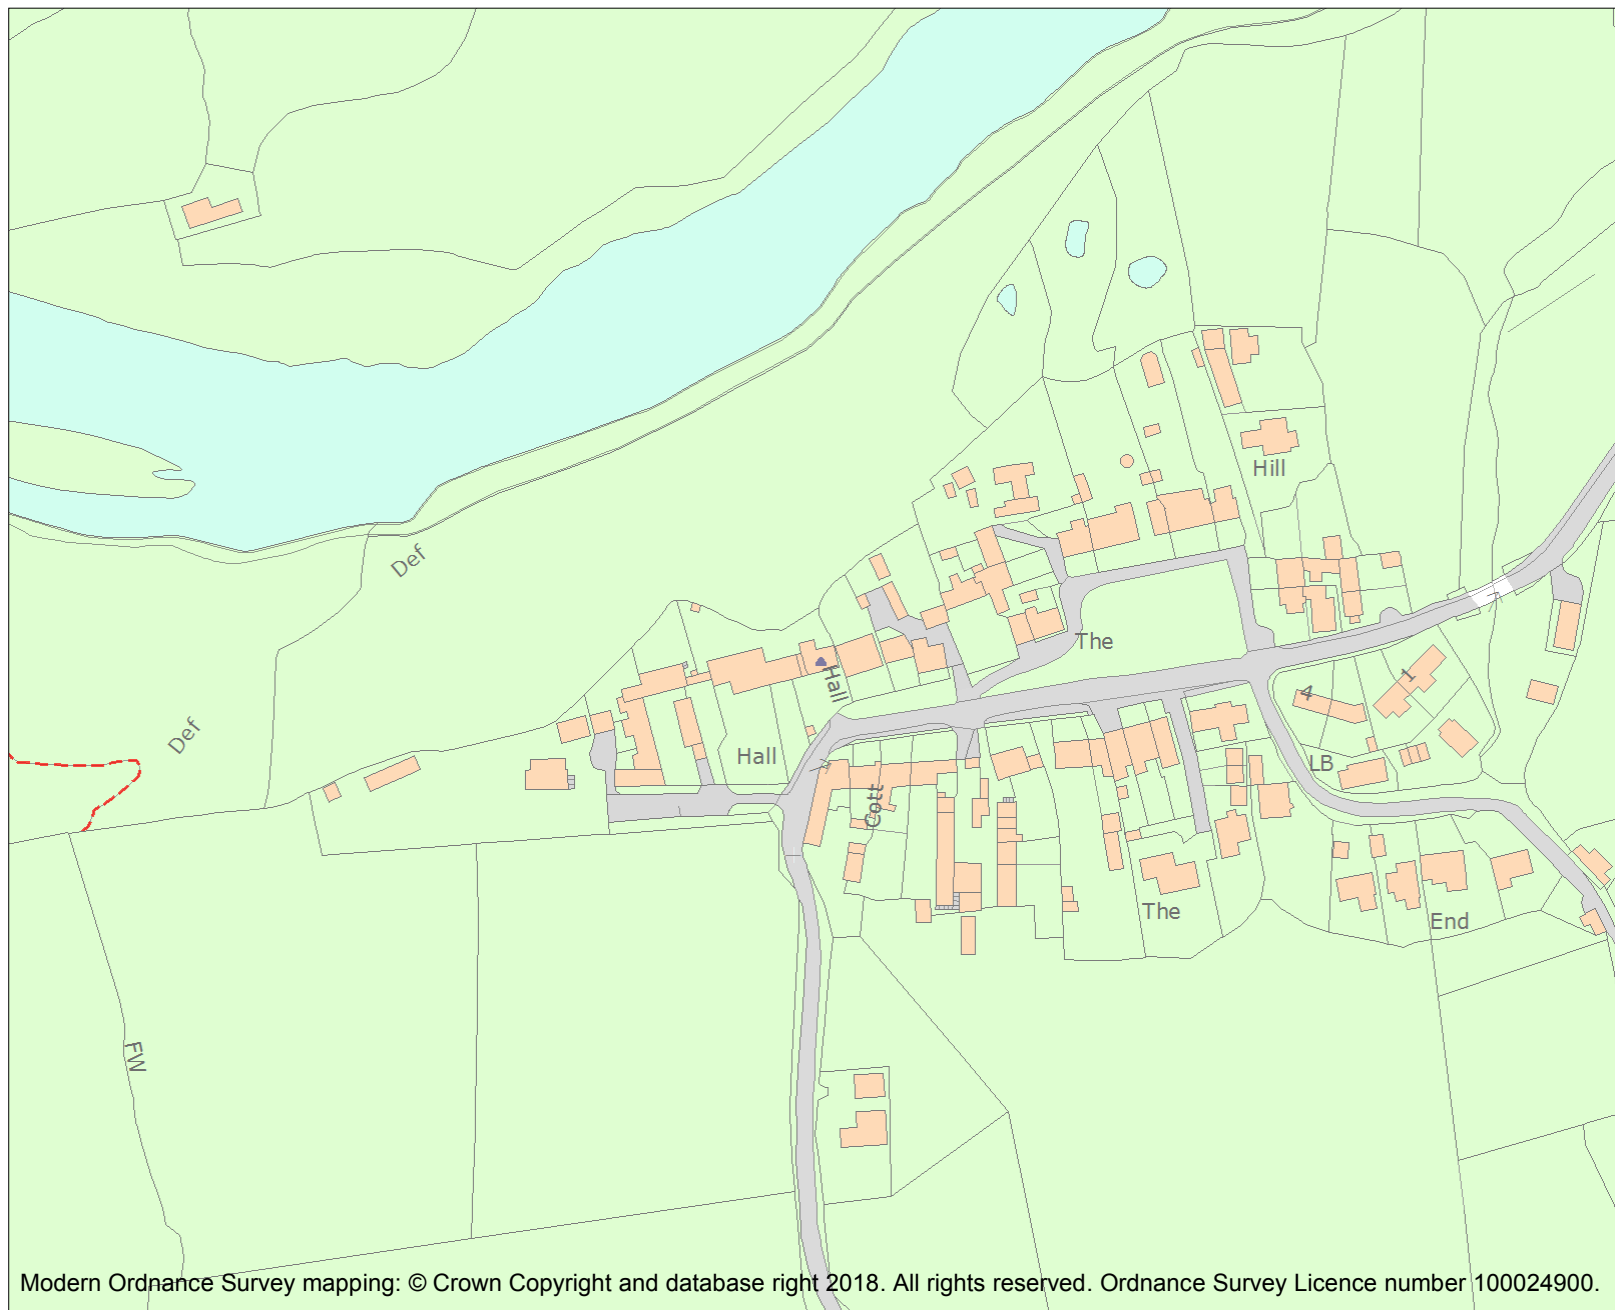 Hill
Def
The
Hall
4
1
Def
Hall
LB
Cott
The
End
FW
Modern Ordnance Survey mapping: © Crown Copyright and database right 2018. All rights reserved. Ordnance Survey Licence number 100024900.